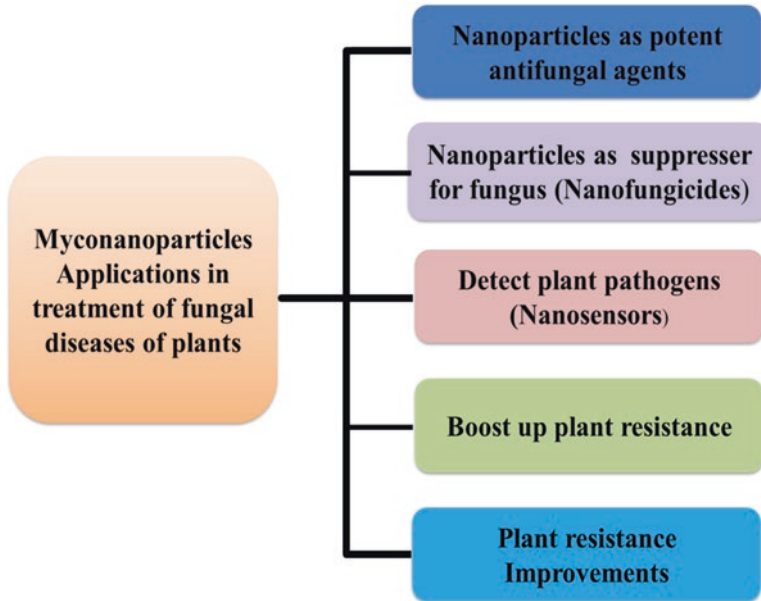 Myconanoparticles
Applications in
treatment of fungal
diseases of plants
Nanoparticles as potent
antifungal agents
Nanoparticles as suppresser
for fungus (Nanofungicides)
Detect plant pathogens
(Nanosensors)
Boost up plant resistance
Plant resistance
Improvements